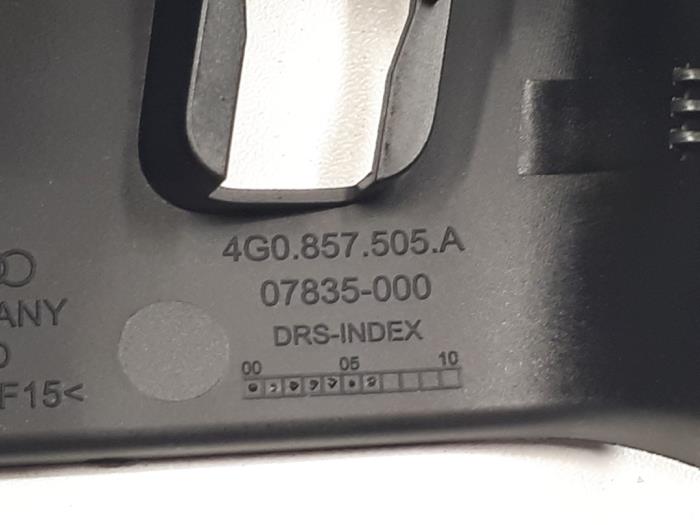 4G0.857.505.A
07835-000
DRS-INDEX
00 05 10
ANY
F15<